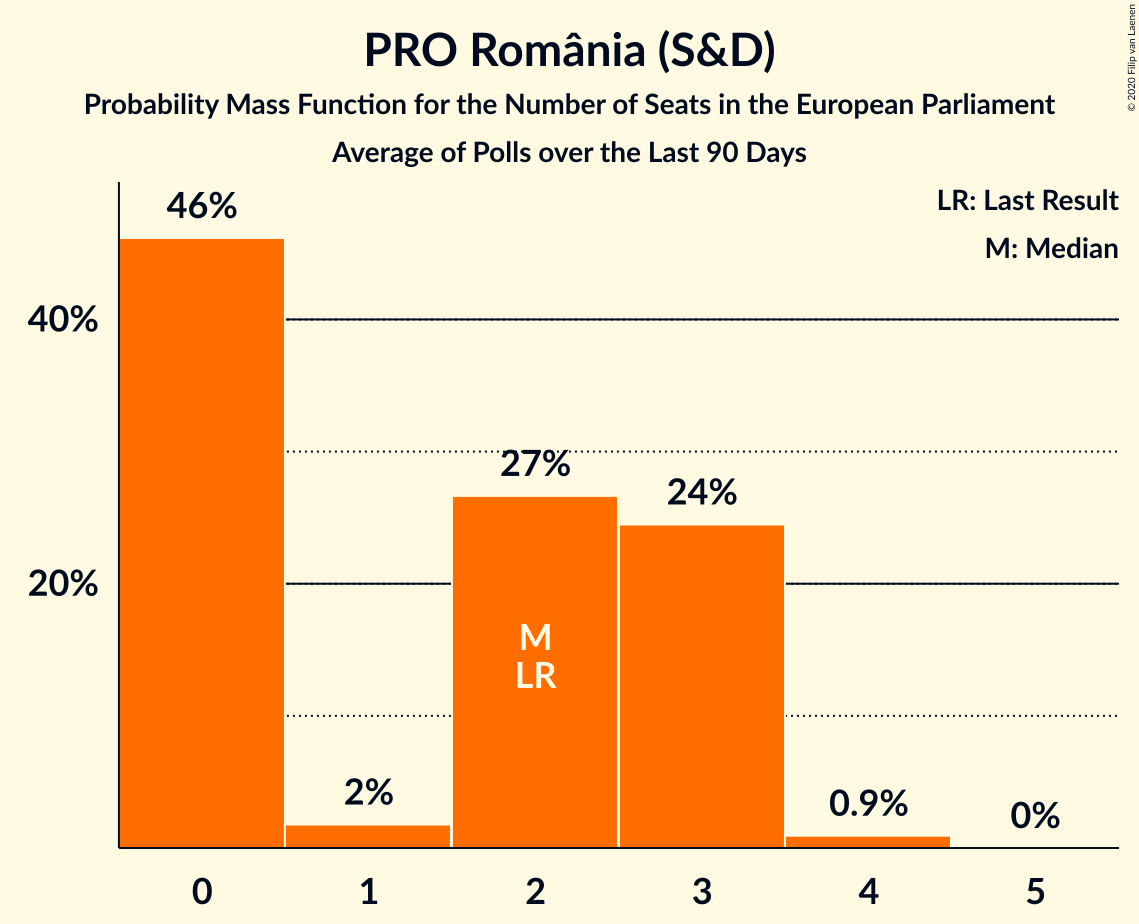 PRO România (S&D)
Probability Mass Function for the Number of Seats in the European Parliament
Average of Polls over the Last 90 Days
© 2020 Filip van Laenen
LR: Last Result
M: Median
46%
40%
27%
24%
20%
M
LR
2%
0.9%
0%
0 1 2 3 4 5